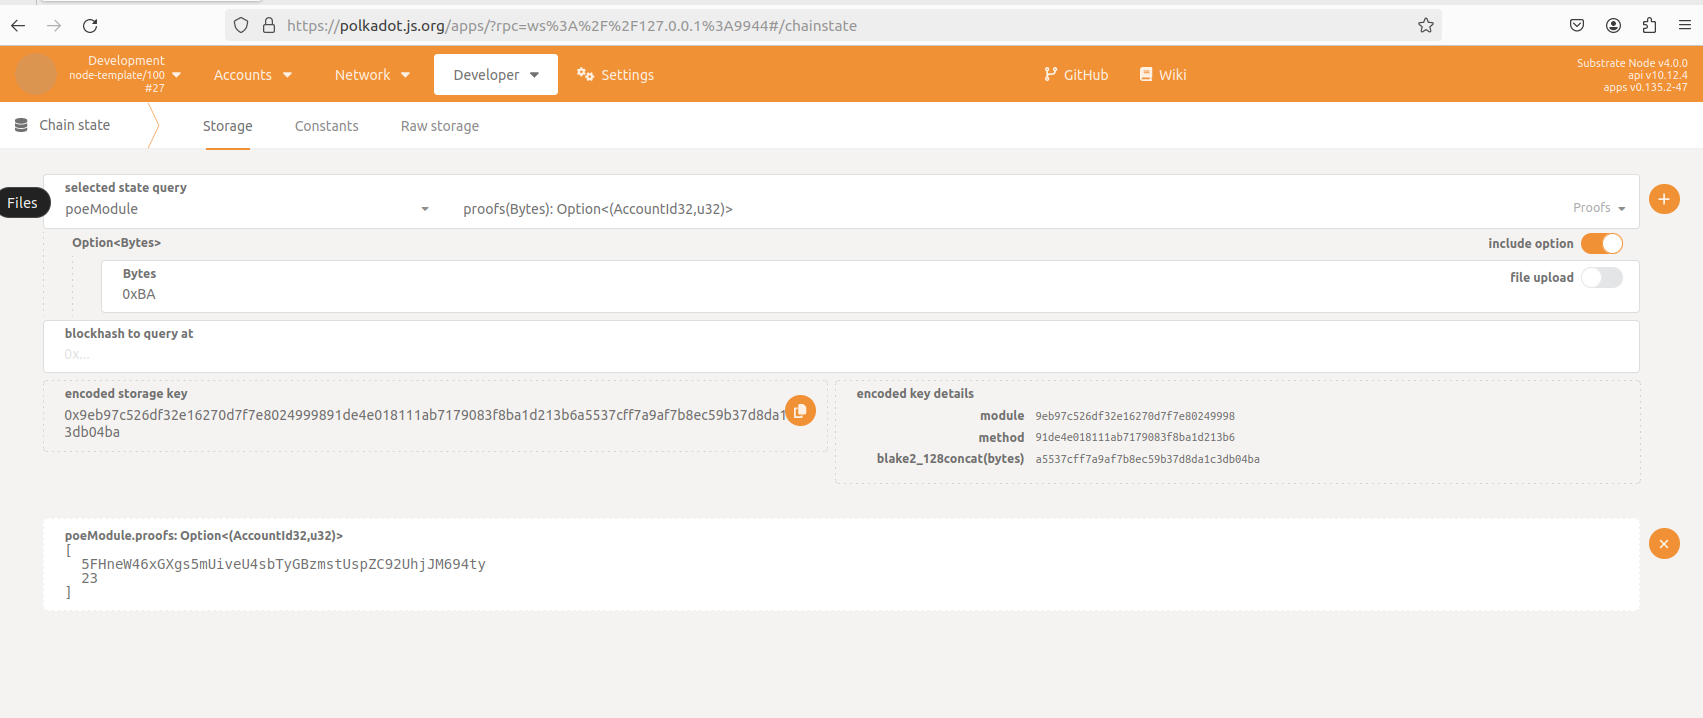 https://polkadot.js.org/apps/?rpc=ws%3A%2F%2F127.0.0.1%3A9944#/chainstate
Development
node-template/100
#27
Accounts
Network
Developer
Settings
GitHub
Wiki
Substrate Node v4.0.0
api v10.12.4
apps v0.135.2-47
Chain state
Storage
Constants
Raw storage
Files
selected state query
poeModule
proofs(Bytes): Option<(AccountId32,u32)>
Proofs
Option<Bytes>
include option
Bytes
0xBA
file upload
blockhash to query at
0x...
encoded storage key
0x9eb97c526df32e16270d7f7e8024999891de4e018111ab7179083f8ba1d213b6a5537cff7a9af7b8ec59b37d8da1
3db04ba
encoded key details
module 9eb97c526df32e16270d7f7e80249998
method 91de4e018111ab7179083f8ba1d213b6
blake2_128concat(bytes) a5537cff7a9af7b8ec59b37d8da1c3db04ba
poeModule.proofs: Option<(AccountId32,u32)>
[
5FHneW46xGXgs5mUiveU4sbTyGBzmstUspZC92UhjJM694ty
23
]